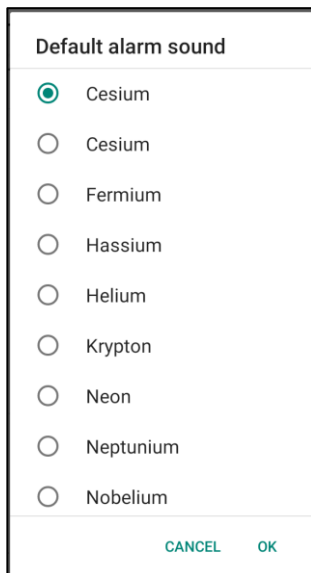 Default alarm sound
Cesium
Cesium
Fermium
Hassium
Helium
Krypton
Neon
Neptunium
Nobelium
CANCEL OK